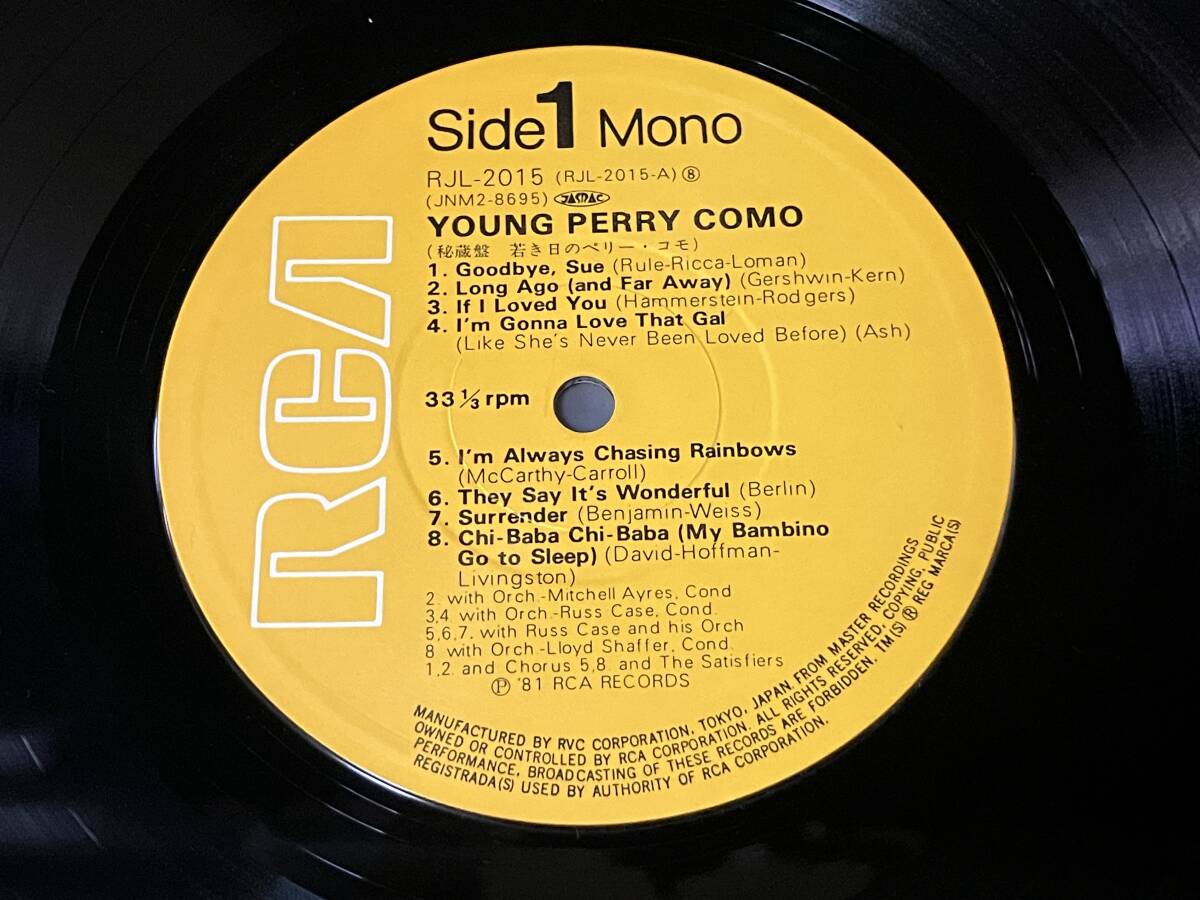 RCA
Side 1 Mono
RJL-2015 (RJL-2015-A) ⑧
(JNM2-8695) JASRAC
YOUNG PERRY COMO
(秘蔵盤 若き日のペリー・コモ)
1. Goodbye, Sue (Rule-Ricca-Loman)
2. Long Ago (and Far Away) (Gershwin-Kern)
3. If I Loved You (Hammerstein-Rodgers)
4. I'm Gonna Love That Gal
(Like She's Never Been Loved Before) (Ash)
33 1/3 rpm
5. I'm Always Chasing Rainbows
(McCarthy-Carroll)
6. They Say It's Wonderful (Berlin)
7. Surrender (Benjamin-Weiss)
8. Chi-Baba Chi-Baba (My Bambino
Go to Sleep) (David-Hoffman-
Livingston)
2. with Orch.-Mitchell Ayres, Cond
3,4. with Orch.-Russ Case, Cond.
5,6,7. with Russ Case and his Orch
8. with Orch.-Lloyd Shaffer, Cond.
1,2. and Chorus 5,8. and The Satisfiers
Ⓟ '81 RCA RECORDS
MANUFACTURED BY RVC CORPORATION, TOKYO, JAPAN, FROM MASTER RECORDINGS
OWNED OR CONTROLLED BY RCA CORPORATION. ALL RIGHTS RESERVED, COPYING, PUBLIC
PERFORMANCE, BROADCASTING OF THESE RECORDS ARE FORBIDDEN. TM(S) ® REG MARCA(S)
REGISTRADA(S) USED BY AUTHORITY OF RCA CORPORATION.